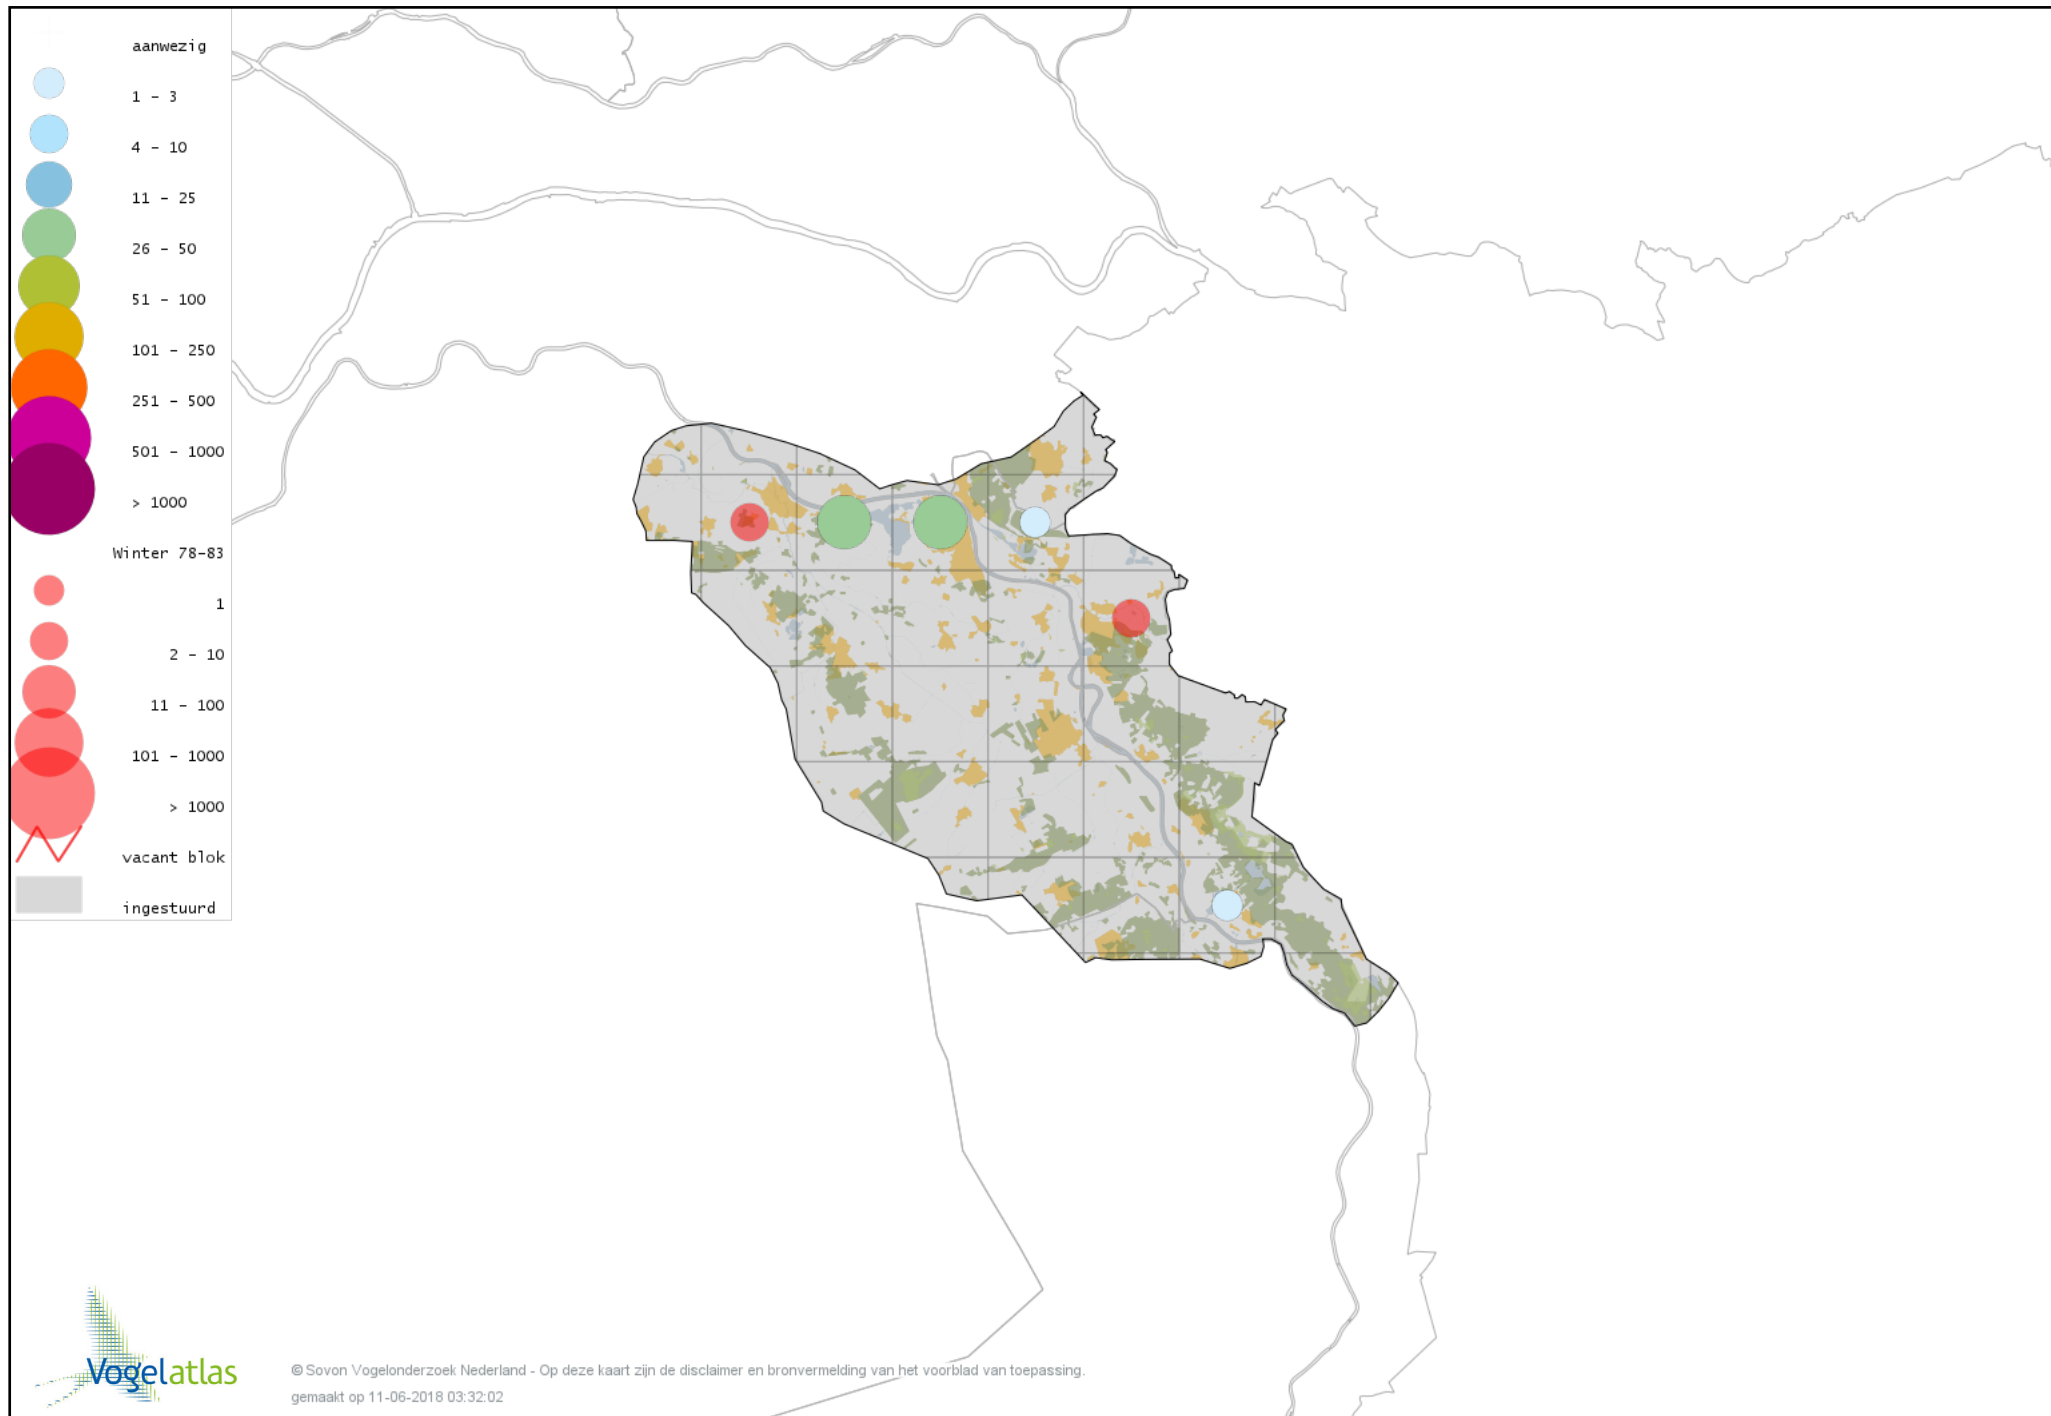 aanwezig
1 - 3
4 - 10
11 - 25
26 - 50
51 - 100
101 - 250
251 - 500
501 - 1000
> 1000
Winter 78-83
1
2 - 10
11 - 100
101 - 1000
> 1000
vacant blok
ingestuurd
Vogelatlas
© Sovon Vogelonderzoek Nederland - Op deze kaart zijn de disclaimer en bronvermelding van het voorblad van toepassing.
gemaakt op 11-06-2018 03:32:02